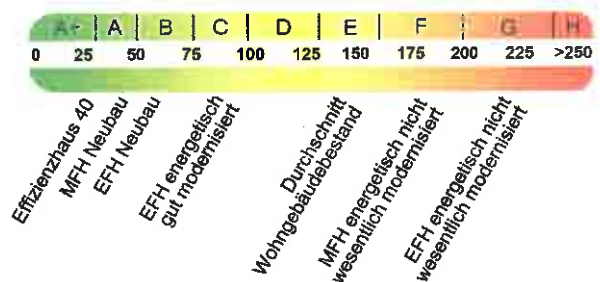 A+ A B C D E F G H
0 25 50 75 100 125 150 175 200 225 >250
Effizienzhaus 40
MFH Neubau
EFH Neubau
EFH energetisch
gut modernisiert
Durchschnitt
Wohngebäudebestand
MFH energetisch nicht
wesentlich modernisiert
EFH energetisch nicht
wesentlich modernisiert